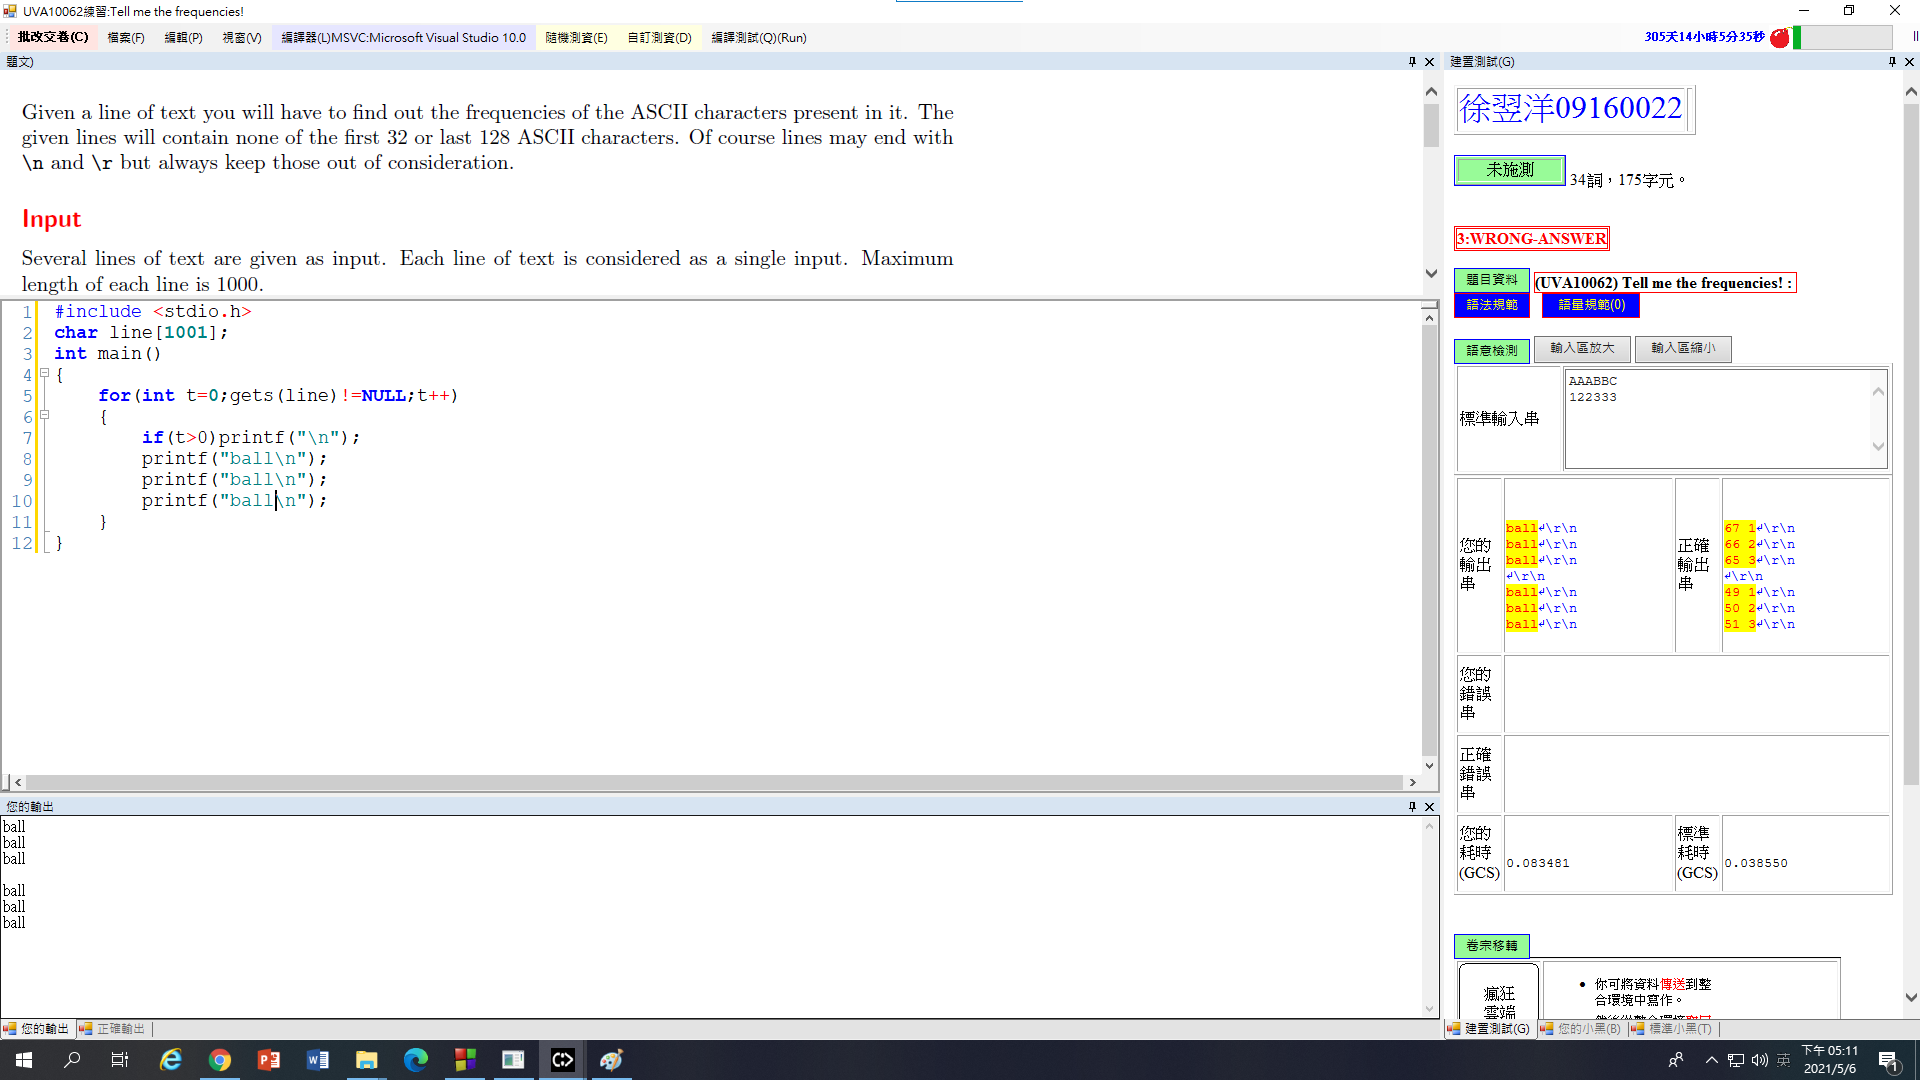 UVA10062練習:Tell me the frequencies!
批改交卷(C) 檔案(F) 編輯(P) 視窗(V) 編譯器(L)MSVC:Microsoft Visual Studio 10.0 隨機測資(E) 自訂測資(D) 編譯測試(Q)(Run)
305天14小時5分35秒
題文)
Given a line of text you will have to find out the frequencies of the ASCII characters present in it. The
given lines will contain none of the first 32 or last 128 ASCII characters. Of course lines may end with
\n and \r but always keep those out of consideration.
Input
Several lines of text are given as input. Each line of text is considered as a single input. Maximum
length of each line is 1000.
1 #include <stdio.h>
2 char line[1001];
3 int main()
4 {
5 for(int t=0;gets(line)!=NULL;t++)
6 {
7 if(t>0)printf("\n");
8 printf("ball\n");
9 printf("ball\n");
10 printf("ball\n");
11 }
12 }
您的輸出
ball
ball
ball
ball
ball
ball
您的輸出 正確輸出
建置測試(G)
徐翌洋09160022
未施測 34詞，175字元。
3:WRONG-ANSWER
題目資料 (UVA10062) Tell me the frequencies! :
語法規範 語量規範(0)
語意檢測 輸入區放大 輸入區縮小
標準輸入串
AAABBC
122333
您的輸出串
ball↲\r\n
ball↲\r\n
ball↲\r\n
↲\r\n
ball↲\r\n
ball↲\r\n
ball↲\r\n
正確輸出串
67 1↲\r\n
66 2↲\r\n
65 3↲\r\n
↲\r\n
49 1↲\r\n
50 2↲\r\n
51 3↲\r\n
您的錯誤串
正確錯誤串
您的耗時(GCS) 0.083481 標準耗時(GCS) 0.038550
卷宗移轉
瘋狂
雲端
你可將資料傳送到整
合環境中寫作。
建置測試(G) 您的小黑(B) 標準小黑(T)
英
下午 05:11
2021/5/6
1